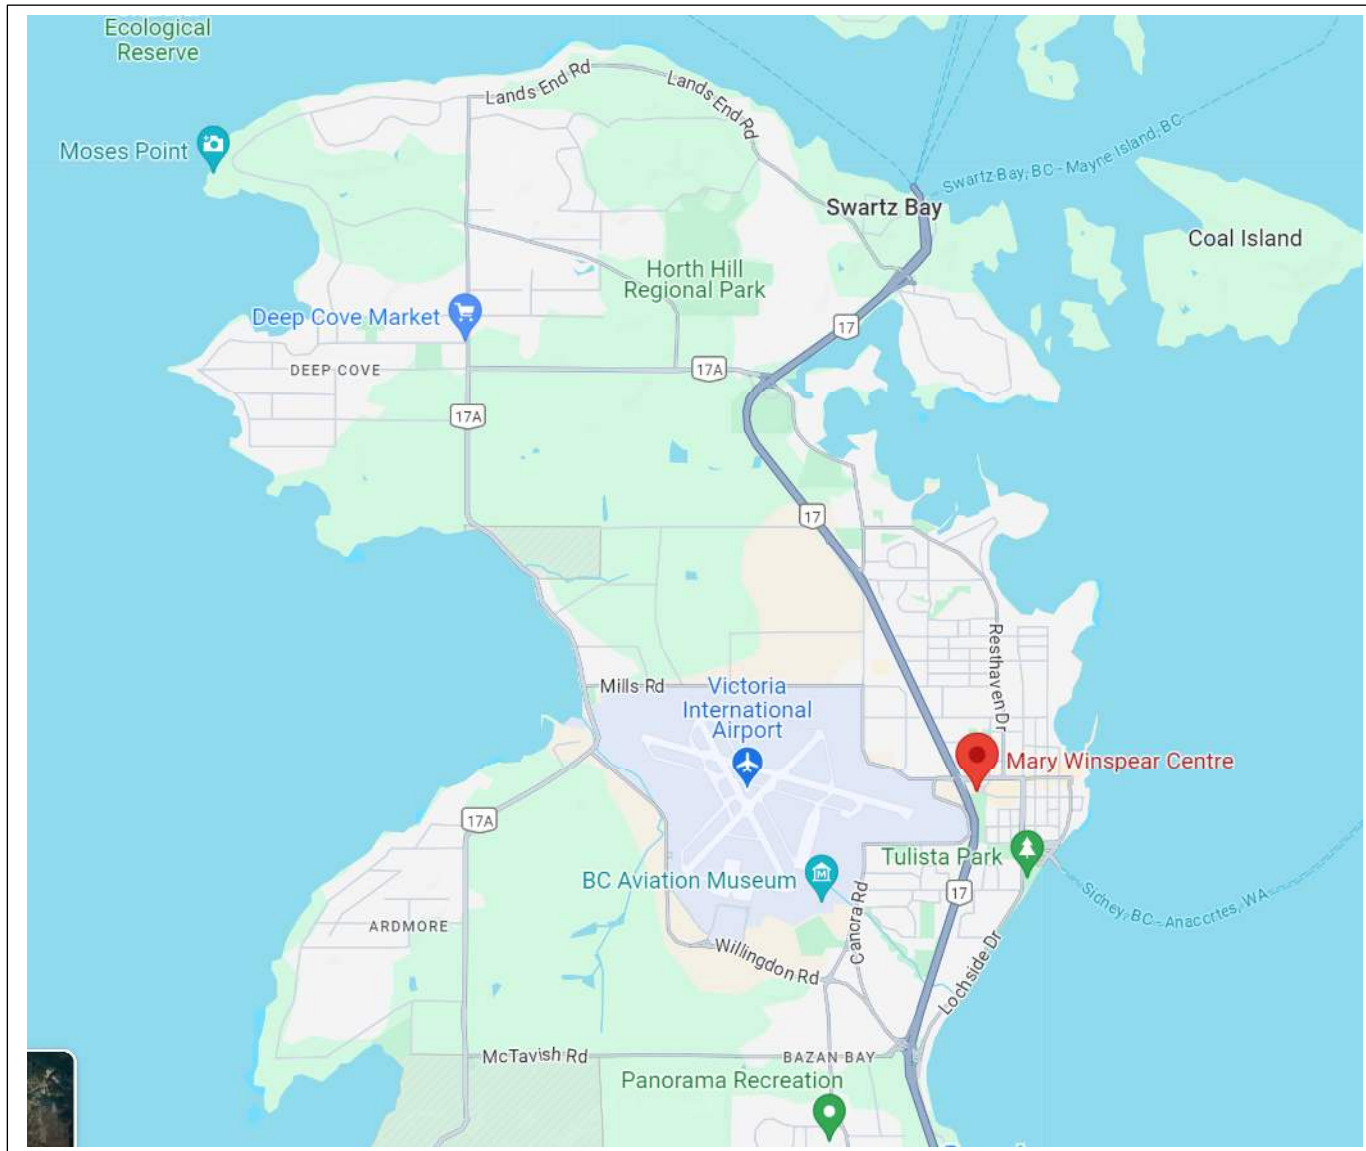 Ecological
Reserve
Lands End Rd
Lands End Rd
Moses Point
Swartz Bay, BC - Mayne Island, BC
Swartz Bay
Coal Island
Horth Hill
Regional Park
Deep Cove Market
17
DEEP COVE
17A
17A
17
Resthaven Dr
Mills Rd
Victoria
International
Airport
Mary Winspear Centre
17A
Tulista Park
BC Aviation Museum
17
Sidney, BC - Anacortes, WA
Canora Rd
ARDMORE
Willingdon Rd
Lochside Dr
McTavish Rd
BAZAN BAY
Panorama Recreation